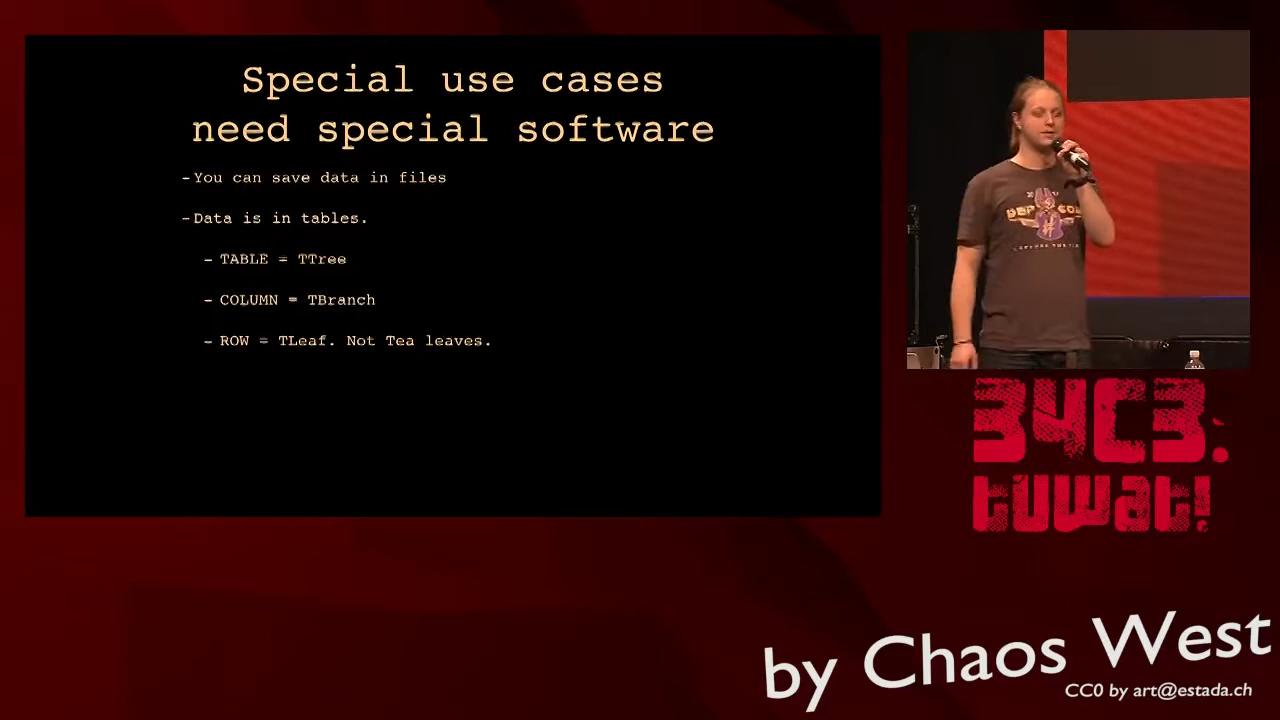 Special use cases
need special software
-You can save data in files
-Data is in tables.
- TABLE = TTree
- COLUMN = TBranch
- ROW = TLeaf. Not Tea leaves.
34C3.
tuwat!
by Chaos West
CC0 by art@estada.ch